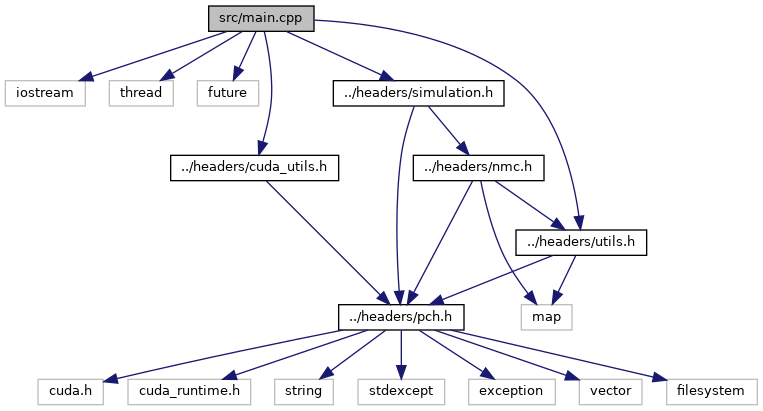 src/main.cpp
iostream
thread
future
../headers/simulation.h
../headers/cuda_utils.h
../headers/nmc.h
../headers/utils.h
../headers/pch.h
map
cuda.h
cuda_runtime.h
string
stdexcept
exception
vector
filesystem